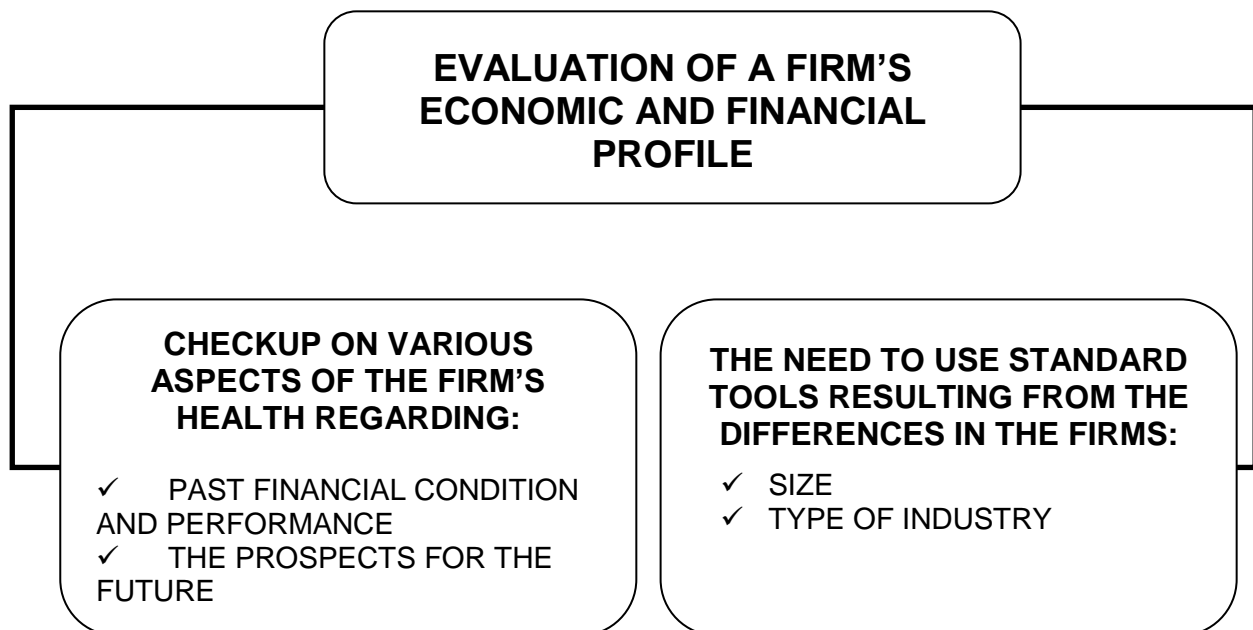 EVALUATION OF A FIRM’S
ECONOMIC AND FINANCIAL
PROFILE
CHECKUP ON VARIOUS
ASPECTS OF THE FIRM’S
HEALTH REGARDING:
✓ PAST FINANCIAL CONDITION
AND PERFORMANCE
✓ THE PROSPECTS FOR THE
FUTURE
THE NEED TO USE STANDARD
TOOLS RESULTING FROM THE
DIFFERENCES IN THE FIRMS:
✓ SIZE
✓ TYPE OF INDUSTRY